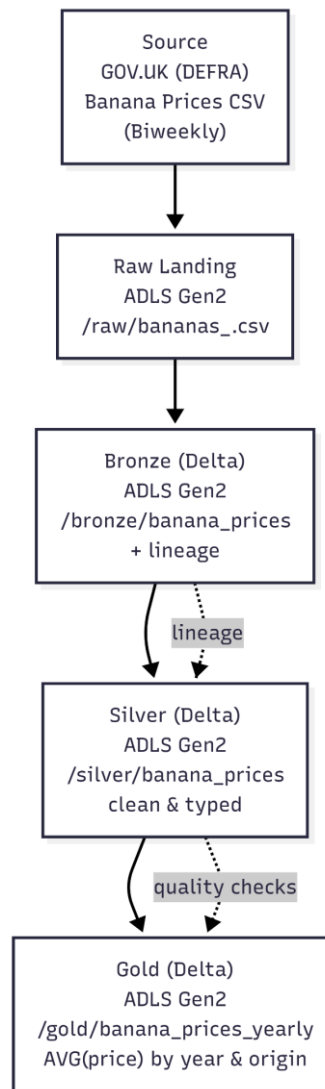 Source
GOV.UK (DEFRA)
Banana Prices CSV
(Biweekly)
Raw Landing
ADLS Gen2
/raw/bananas_.csv
Bronze (Delta)
ADLS Gen2
/bronze/banana_prices
+ lineage
lineage
Silver (Delta)
ADLS Gen2
/silver/banana_prices
clean & typed
quality checks
Gold (Delta)
ADLS Gen2
/gold/banana_prices_yearly
AVG(price) by year & origin